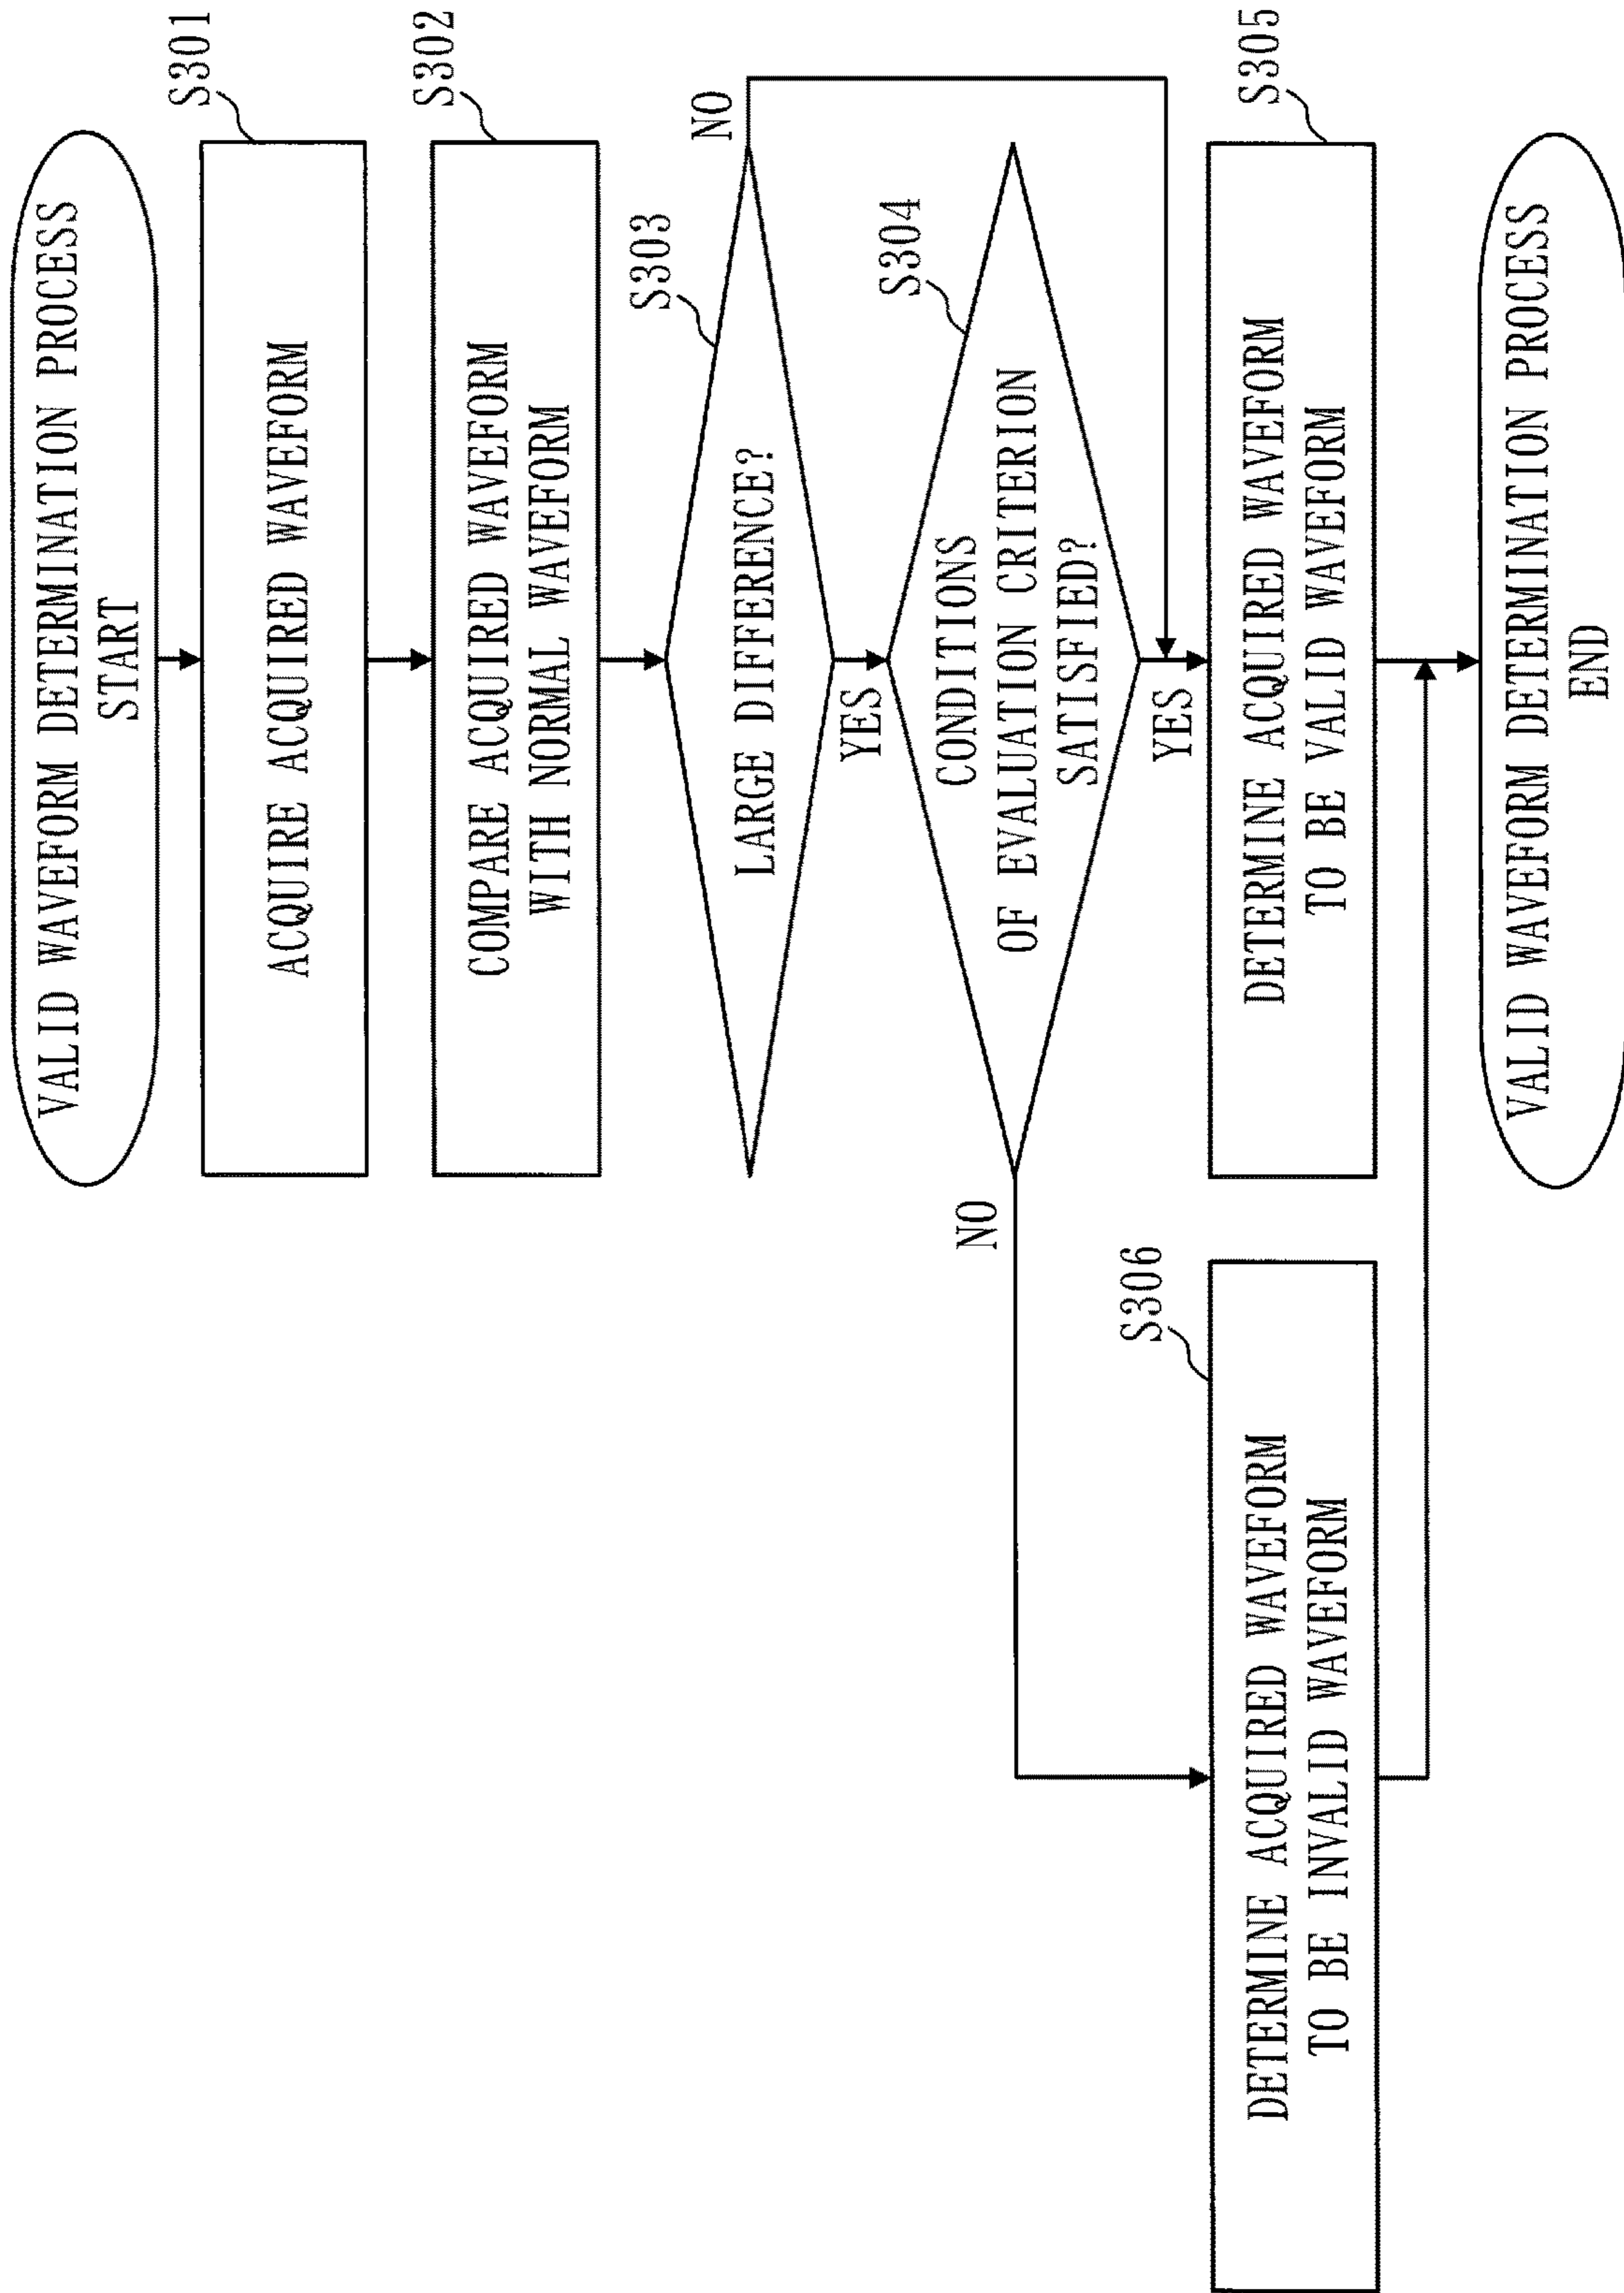 VALID WAVEFORM DETERMINATION PROCESS
START
S301
ACQUIRE ACQUIRED WAVEFORM
S302
COMPARE ACQUIRED WAVEFORM
WITH NORMAL WAVEFORM
S303
LARGE DIFFERENCE?
NO
YES
S304
CONDITIONS
OF EVALUATION CRITERION
SATISFIED?
NO
YES
S305
DETERMINE ACQUIRED WAVEFORM
TO BE VALID WAVEFORM
S306
DETERMINE ACQUIRED WAVEFORM
TO BE INVALID WAVEFORM
VALID WAVEFORM DETERMINATION PROCESS
END